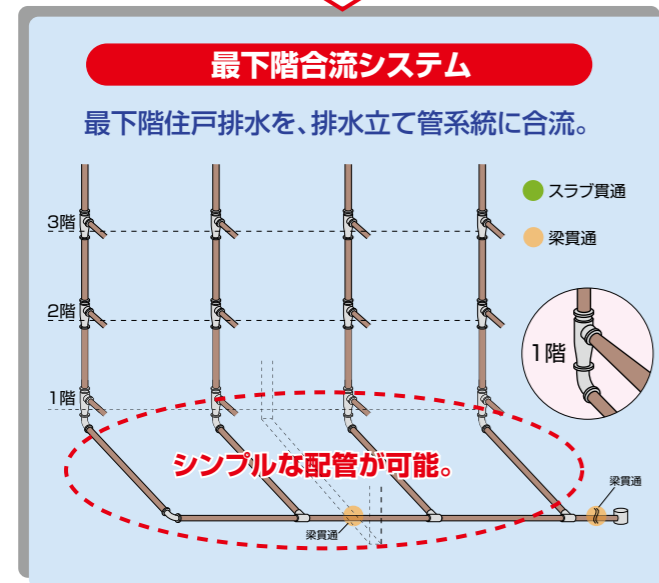 最下階合流システム
最下階住戸排水を、排水立て管系統に合流。
スラブ貫通
3階
梁貫通
2階
1階
1階
シンプルな配管が可能。
梁貫通
梁貫通